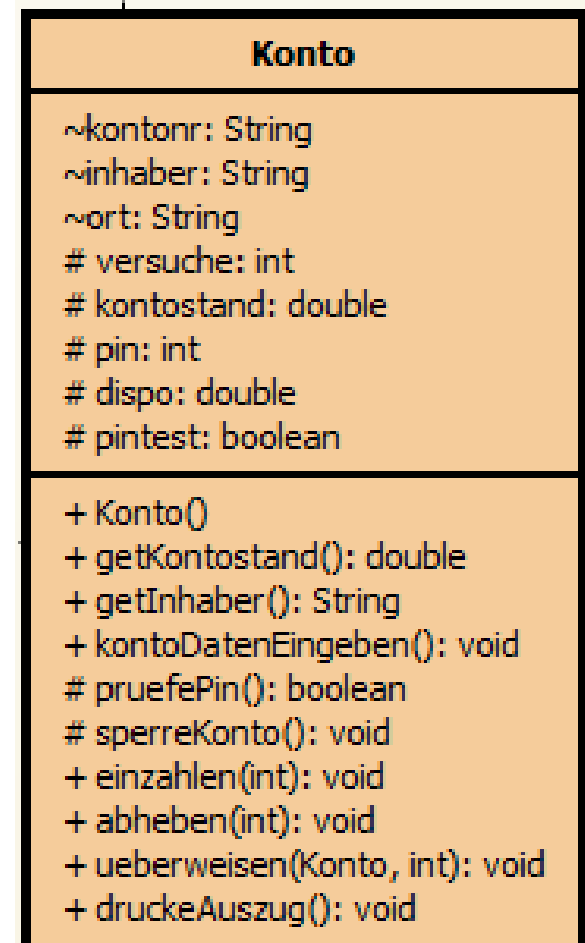 Konto
~kontonr: String
~inhaber: String
~ort: String
# versuche: int
# kontostand: double
# pin: int
# dispo: double
# pintest: boolean
+ Konto()
+ getKontostand(): double
+ getInhaber(): String
+ kontoDatenEingeben(): void
# pruefePin(): boolean
# sperreKonto(): void
+ einzahlen(int): void
+ abheben(int): void
+ ueberweisen(Konto, int): void
+ druckeAuszug(): void